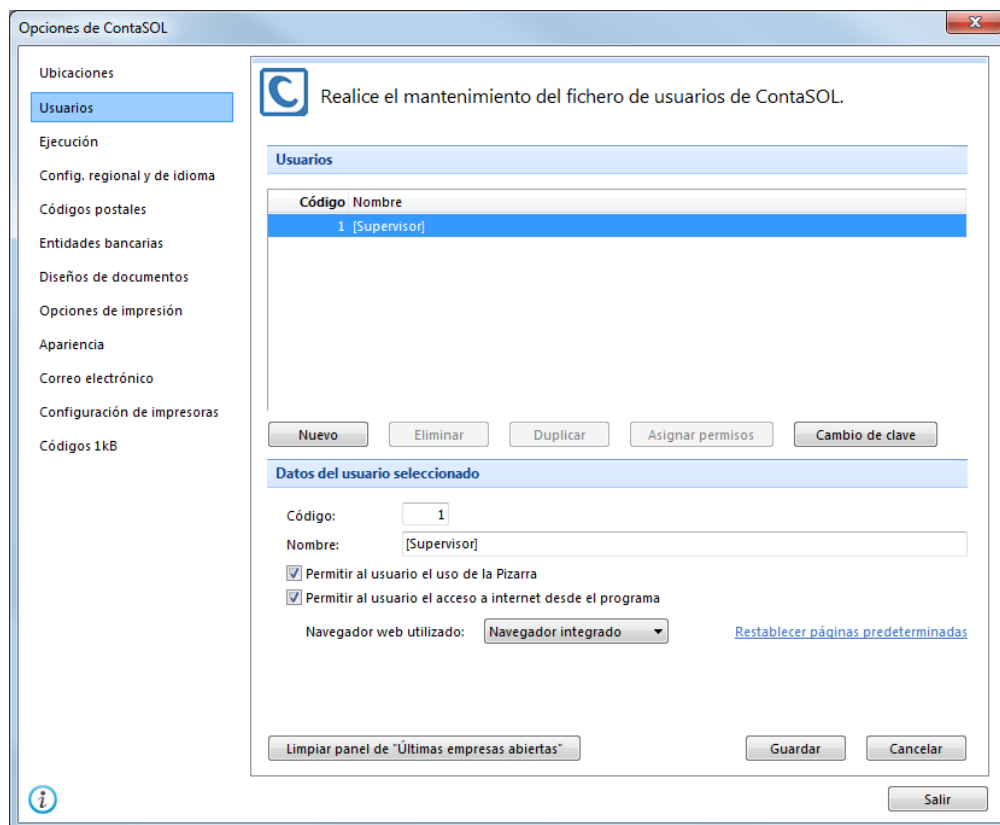 Opciones de ContaSOL
Ubicaciones
Usuarios
Ejecución
Config. regional y de idioma
Códigos postales
Entidades bancarias
Diseños de documentos
Opciones de impresión
Apariencia
Correo electrónico
Configuración de impresoras
Códigos 1kB
Realice el mantenimiento del fichero de usuarios de ContaSOL.
Usuarios
Código Nombre
1 [Supervisor]
Nuevo Eliminar Duplicar Asignar permisos Cambio de clave
Datos del usuario seleccionado
Código: 1
Nombre: [Supervisor]
Permitir al usuario el uso de la Pizarra
Permitir al usuario el acceso a internet desde el programa
Navegador web utilizado: Navegador integrado Restablecer páginas predeterminadas
Limpiar panel de "Últimas empresas abiertas" Guardar Cancelar
Salir